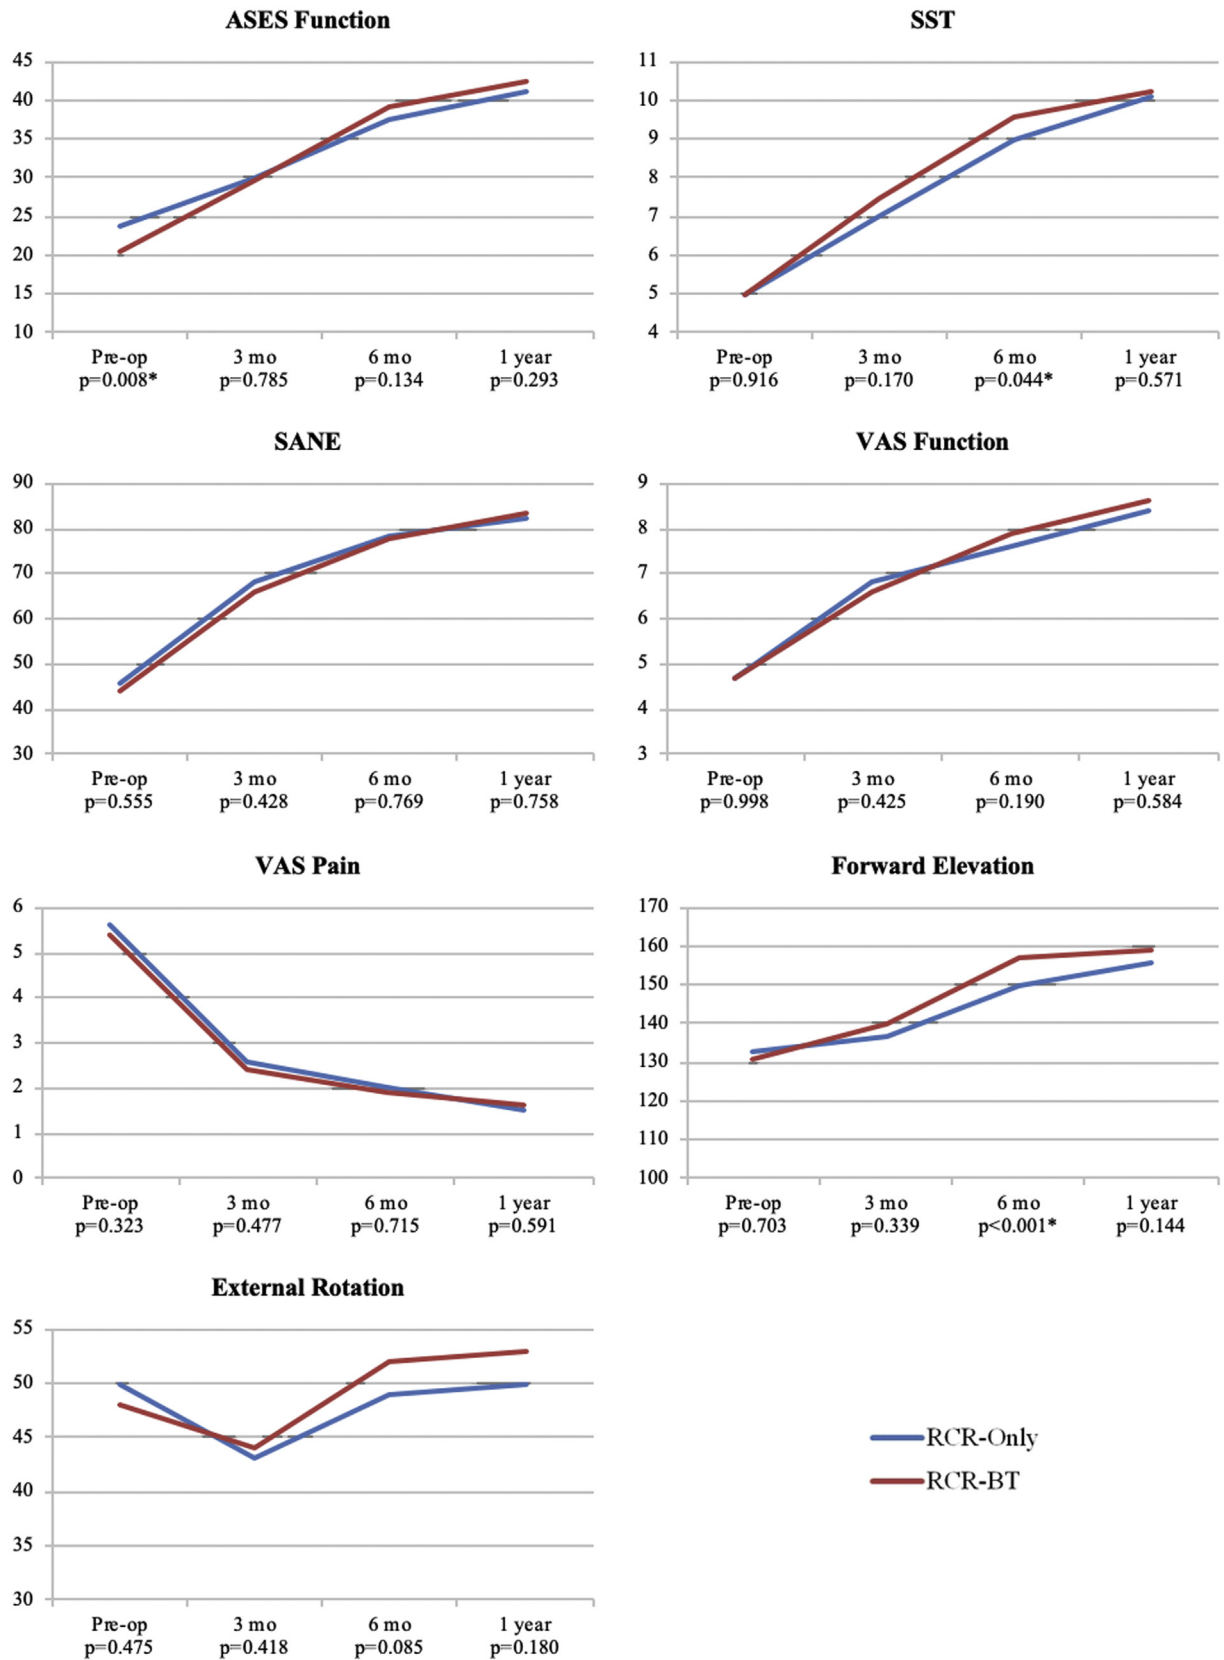 ASES Function
45
40
35
30
25
20
15
10
Pre-op 3 mo 6 mo 1 year
p=0.008* p=0.785 p=0.134 p=0.293
SST
11
10
9
8
7
6
5
4
Pre-op 3 mo 6 mo 1 year
p=0.916 p=0.170 p=0.044* p=0.571
SANE
90
80
70
60
50
40
30
Pre-op 3 mo 6 mo 1 year
p=0.555 p=0.428 p=0.769 p=0.758
VAS Function
9
8
7
6
5
4
3
Pre-op 3 mo 6 mo 1 year
p=0.998 p=0.425 p=0.190 p=0.584
VAS Pain
6
5
4
3
2
1
0
Pre-op 3 mo 6 mo 1 year
p=0.323 p=0.477 p=0.715 p=0.591
Forward Elevation
170
160
150
140
130
120
110
100
Pre-op 3 mo 6 mo 1 year
p=0.703 p=0.339 p<0.001* p=0.144
External Rotation
55
50
45
40
35
30
Pre-op 3 mo 6 mo 1 year
p=0.475 p=0.418 p=0.085 p=0.180
RCR-Only
RCR-BT